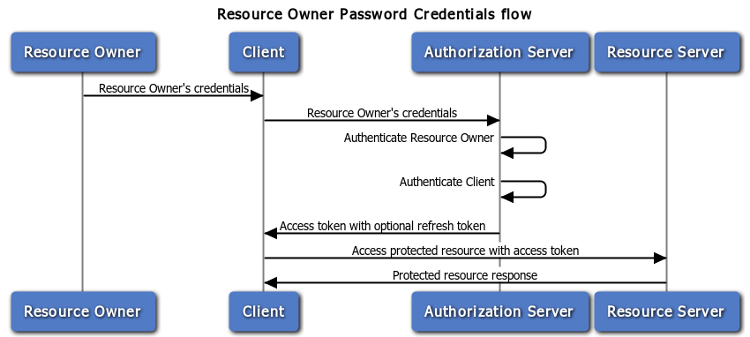 Resource Owner Password Credentials flow
Resource Owner
Client
Authorization Server
Resource Server
Resource Owner's credentials
Resource Owner's credentials
Authenticate Resource Owner
Authenticate Client
Access token with optional refresh token
Access protected resource with access token
Protected resource response
Resource Owner
Client
Authorization Server
Resource Server